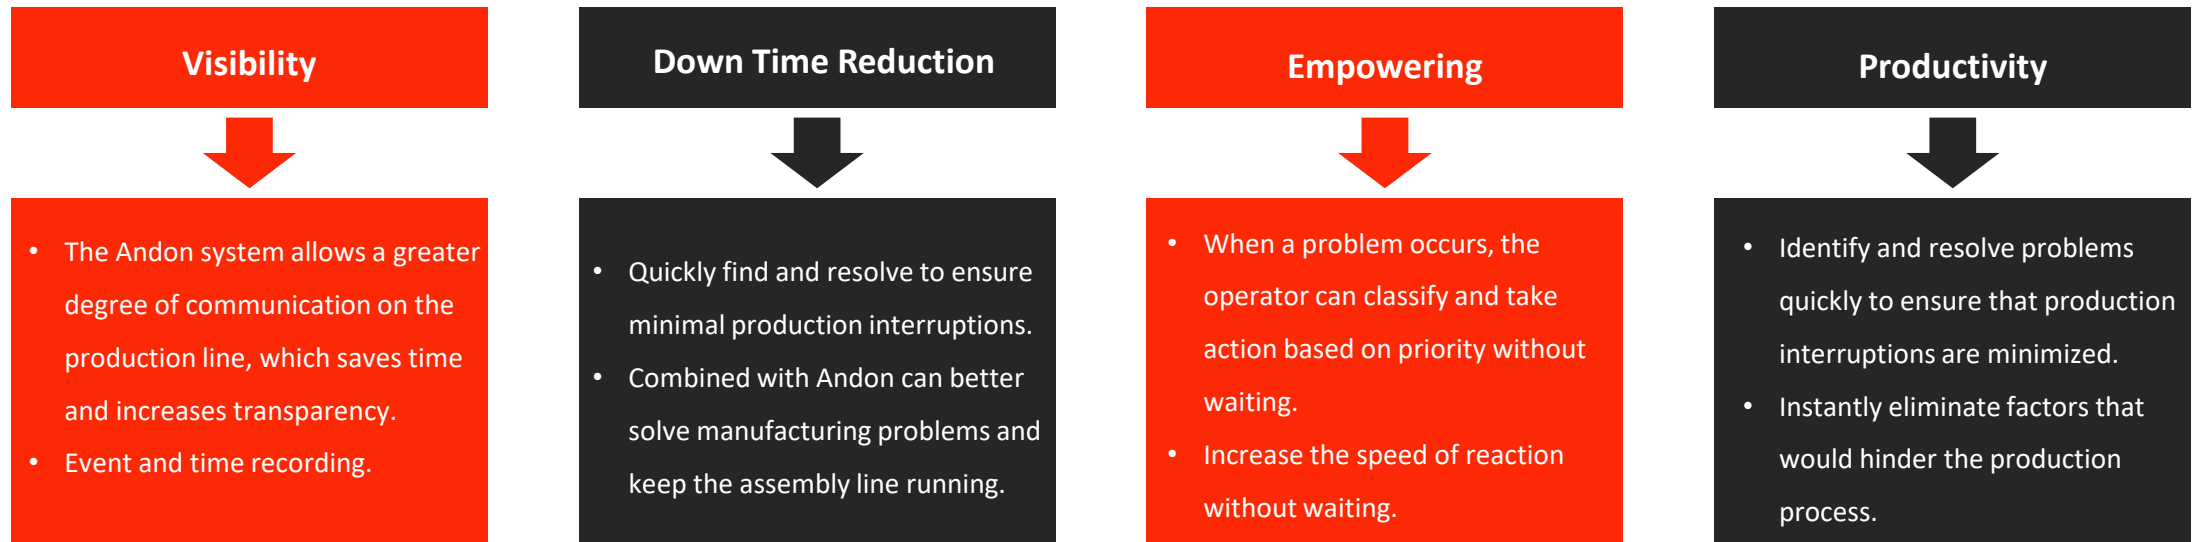 Visibility
• The Andon system allows a greater
degree of communication on the
production line, which saves time
and increases transparency.
• Event and time recording.
Down Time Reduction
• Quickly find and resolve to ensure
minimal production interruptions.
• Combined with Andon can better
solve manufacturing problems and
keep the assembly line running.
Empowering
• When a problem occurs, the
operator can classify and take
action based on priority without
waiting.
• Increase the speed of reaction
without waiting.
Productivity
• Identify and resolve problems
quickly to ensure that production
interruptions are minimized.
• Instantly eliminate factors that
would hinder the production
process.